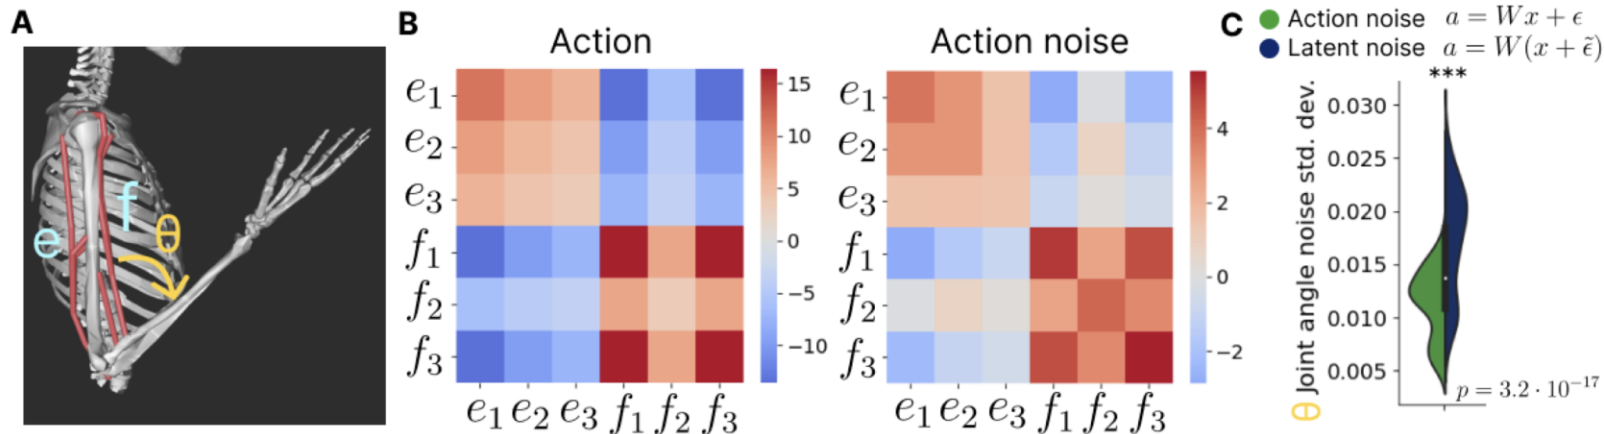 A
e
f
θ
B
Action
e1
e2
e3
f1
f2
f3
e1 e2 e3 f1 f2 f3
15
10
5
0
−5
−10
Action noise
e1
e2
e3
f1
f2
f3
e1 e2 e3 f1 f2 f3
4
2
0
−2
C
Action noise a = Wx + ϵ
Latent noise a = W(x + ϵ̃)
***
θ Joint angle noise std. dev.
0.030
0.025
0.020
0.015
0.010
0.005
p = 3.2 · 10⁻¹⁷